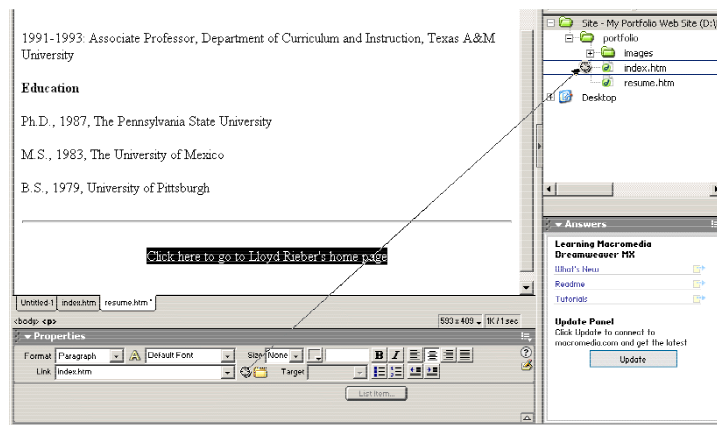 1991-1993: Associate Professor, Department of Curriculum and Instruction, Texas A&M
University
Education
Ph.D., 1987, The Pennsylvania State University
M.S., 1983, The University of Mexico
B.S., 1979, University of Pittsburgh
Click here to go to Lloyd Rieber's home page
Untitled-1 index.htm resume.htm*
<body> <p> 593 x 409 1K / 1 sec
Properties
Format Paragraph Default Font Size None B I
Link index.htm Target
List Item...
Site - My Portfolio Web Site (D:\
portfolio
images
index.htm
resume.htm
Desktop
Answers
Learning Macromedia
Dreamweaver MX
What's New
Readme
Tutorials
Update Panel
Click Update to connect to
macromedia.com and get the latest
Update